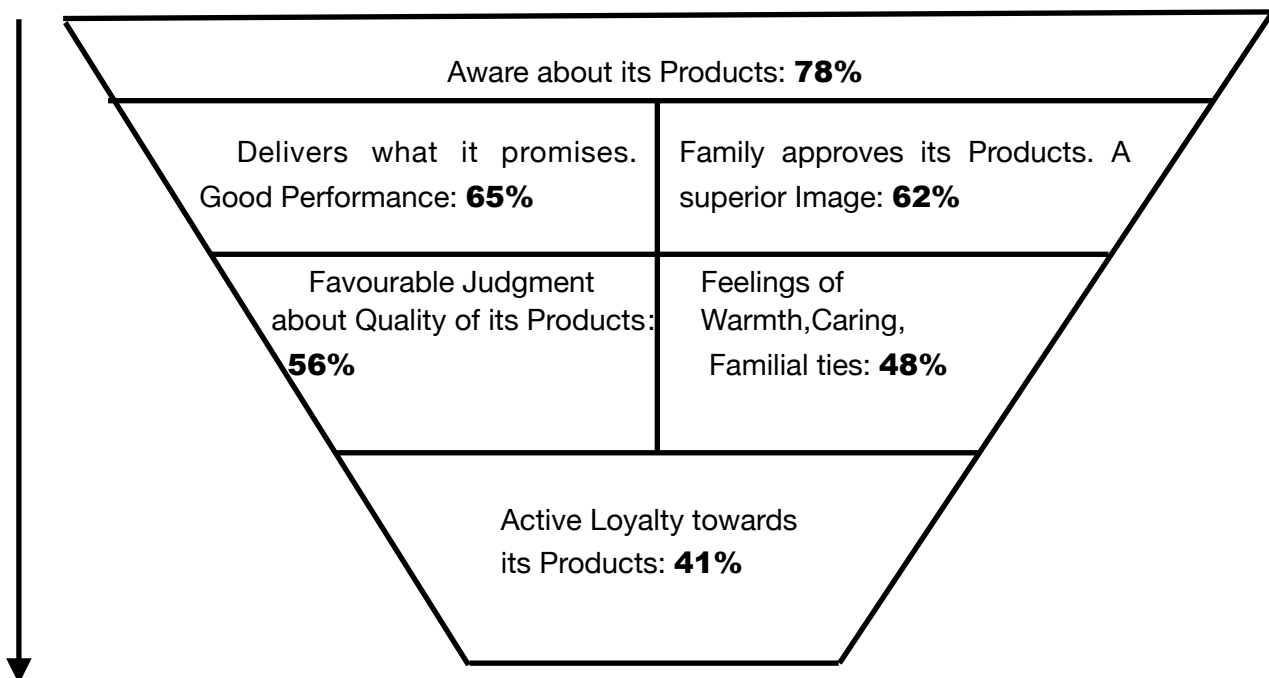 Aware about its Products: 78%
Delivers what it promises.
Good Performance: 65%
Family approves its Products. A
superior Image: 62%
Favourable Judgment
about Quality of its Products:
56%
Feelings of
Warmth,Caring,
Familial ties: 48%
Active Loyalty towards
its Products: 41%